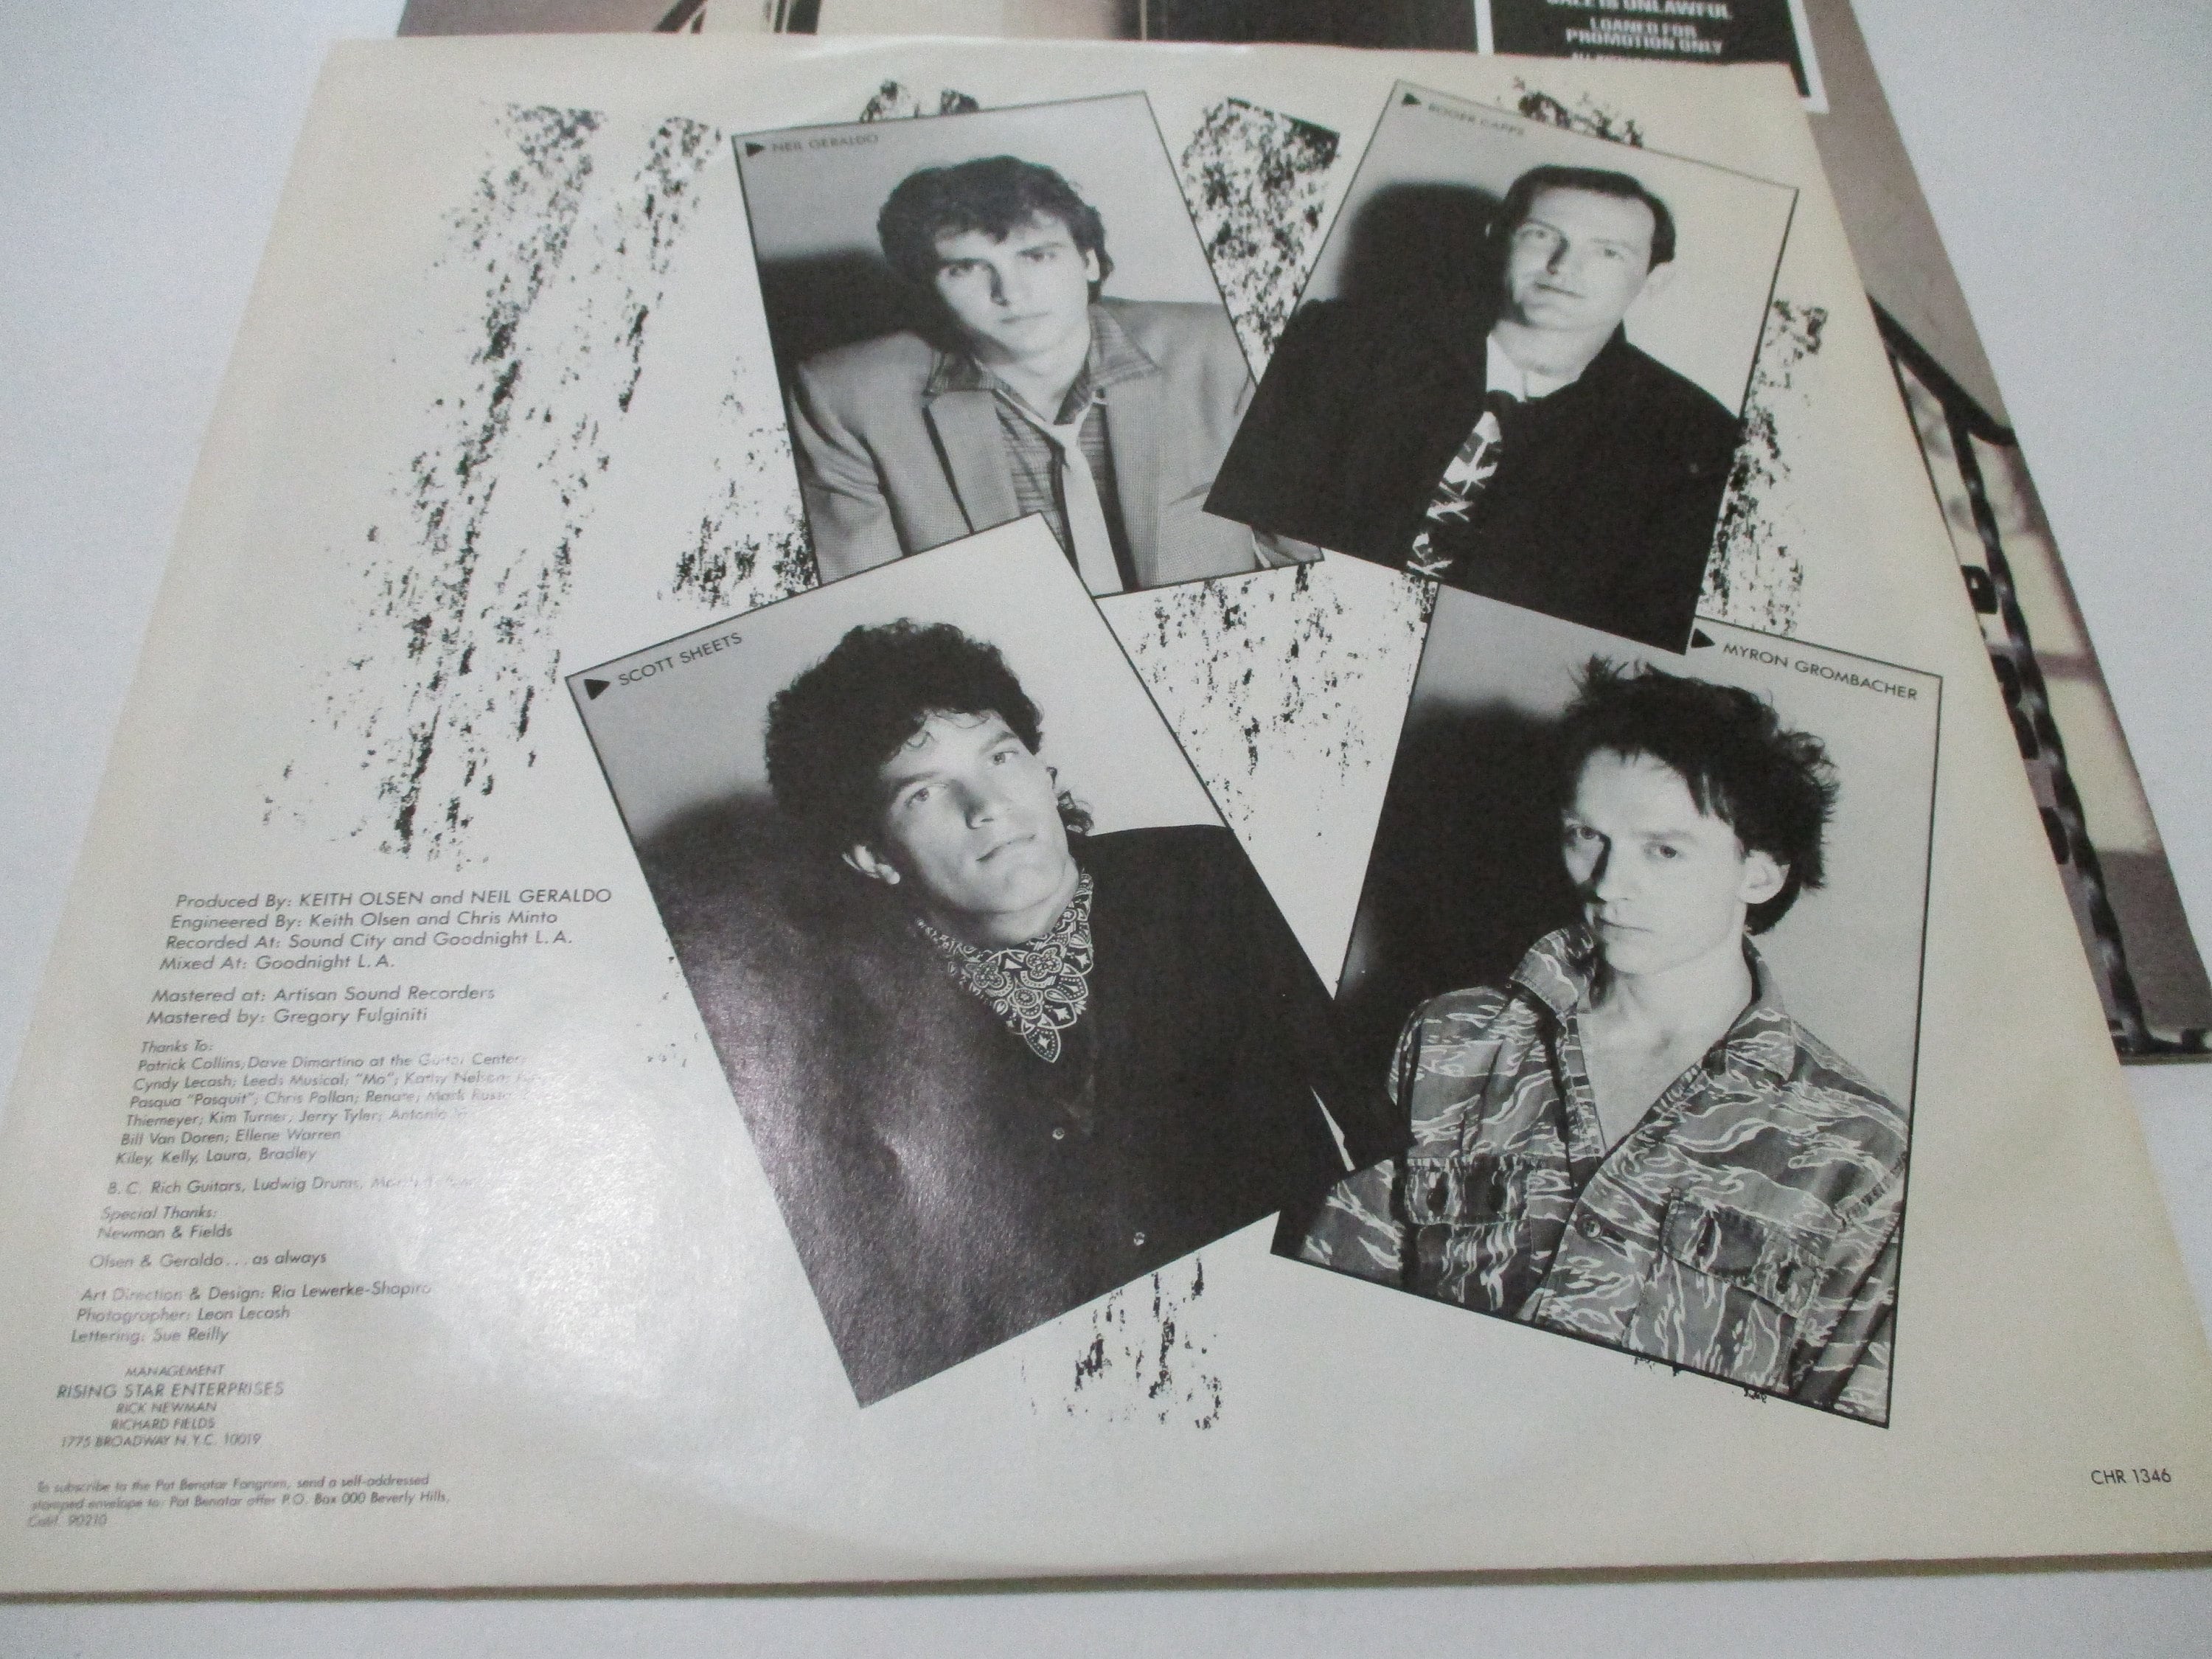 SALE IS UNLAWFUL
LOANED FOR
PROMOTION ONLY
NEIL GERALDO
ROGER CAPPS
SCOTT SHEETS
MYRON GROMBACHER
Produced By: KEITH OLSEN and NEIL GERALDO
Engineered By: Keith Olsen and Chris Minto
Recorded At: Sound City and Goodnight L.A.
Mixed At: Goodnight L.A.
Mastered at: Artisan Sound Recorders
Mastered by: Gregory Fulginiti
Thanks To:
Patrick Collins; Dave Dimartino at the Guitar Center;
Cyndy Lecash; Leeds Musical; "Mo"; Kathy Nelson;
Pasqua "Pasquit"; Chris Pollan; Renare; Mark
Thiemeyer; Kim Turner, Jerry Tyler; Antonio
Bill Van Doren; Ellene Warren
Kiley, Kelly, Laura, Bradley
B. C. Rich Guitars, Ludwig Drums,
Special Thanks:
Newman & Fields
Olsen & Geraldo... as always
Art Direction & Design: Ria Lewerke-Shapiro
Photographer: Leon Lecash
Lettering: Sue Reilly
MANAGEMENT
RISING STAR ENTERPRISES
RICK NEWMAN
RICHARD FIELDS
1775 BROADWAY N.Y.C. 10019
To subscribe to the Pat Benatar Fangram, send a self-addressed
stamped envelope to: Pat Benatar offer P.O. Box 000 Beverly Hills,
Calif. 90210
CHR 1346